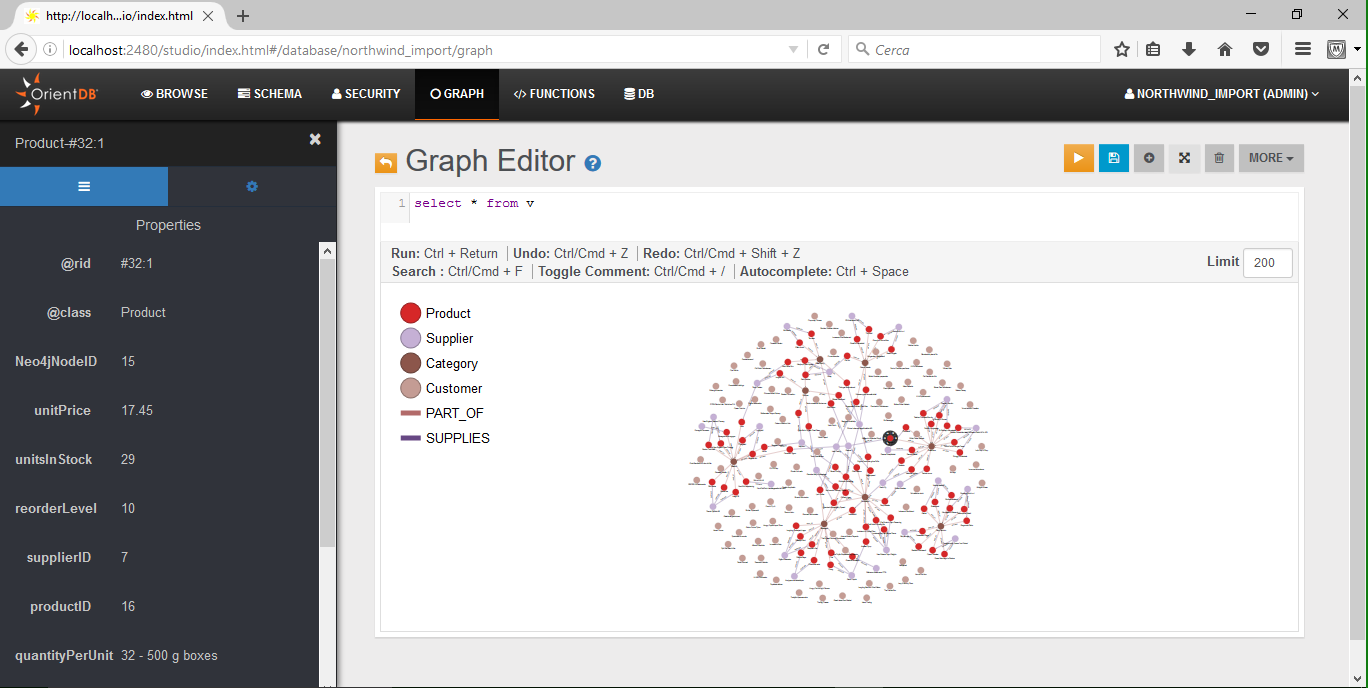 http://localh...io/index.html
localhost:2480/studio/index.html#/database/northwind_import/graph
Cerca
OrientDB
BROWSE
SCHEMA
SECURITY
GRAPH
FUNCTIONS
DB
NORTHWIND_IMPORT (ADMIN)
Product-#32:1
Properties
@rid #32:1
@class Product
Neo4jNodeID 15
unitPrice 17.45
unitsInStock 29
reorderLevel 10
supplierID 7
productID 16
quantityPerUnit 32 - 500 g boxes
Graph Editor
MORE
1 select * from v
Run: Ctrl + Return | Undo: Ctrl/Cmd + Z | Redo: Ctrl/Cmd + Shift + Z
Search : Ctrl/Cmd + F | Toggle Comment: Ctrl/Cmd + / | Autocomplete: Ctrl + Space
Limit 200
Product
Supplier
Category
Customer
PART_OF
SUPPLIES